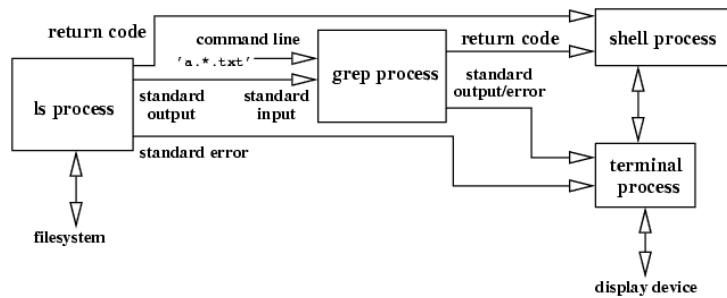 return code
command line
'a.*.txt'
return code
shell process
ls process
grep process
standard
output
standard
input
standard
output/error
standard error
terminal
process
filesystem
display device